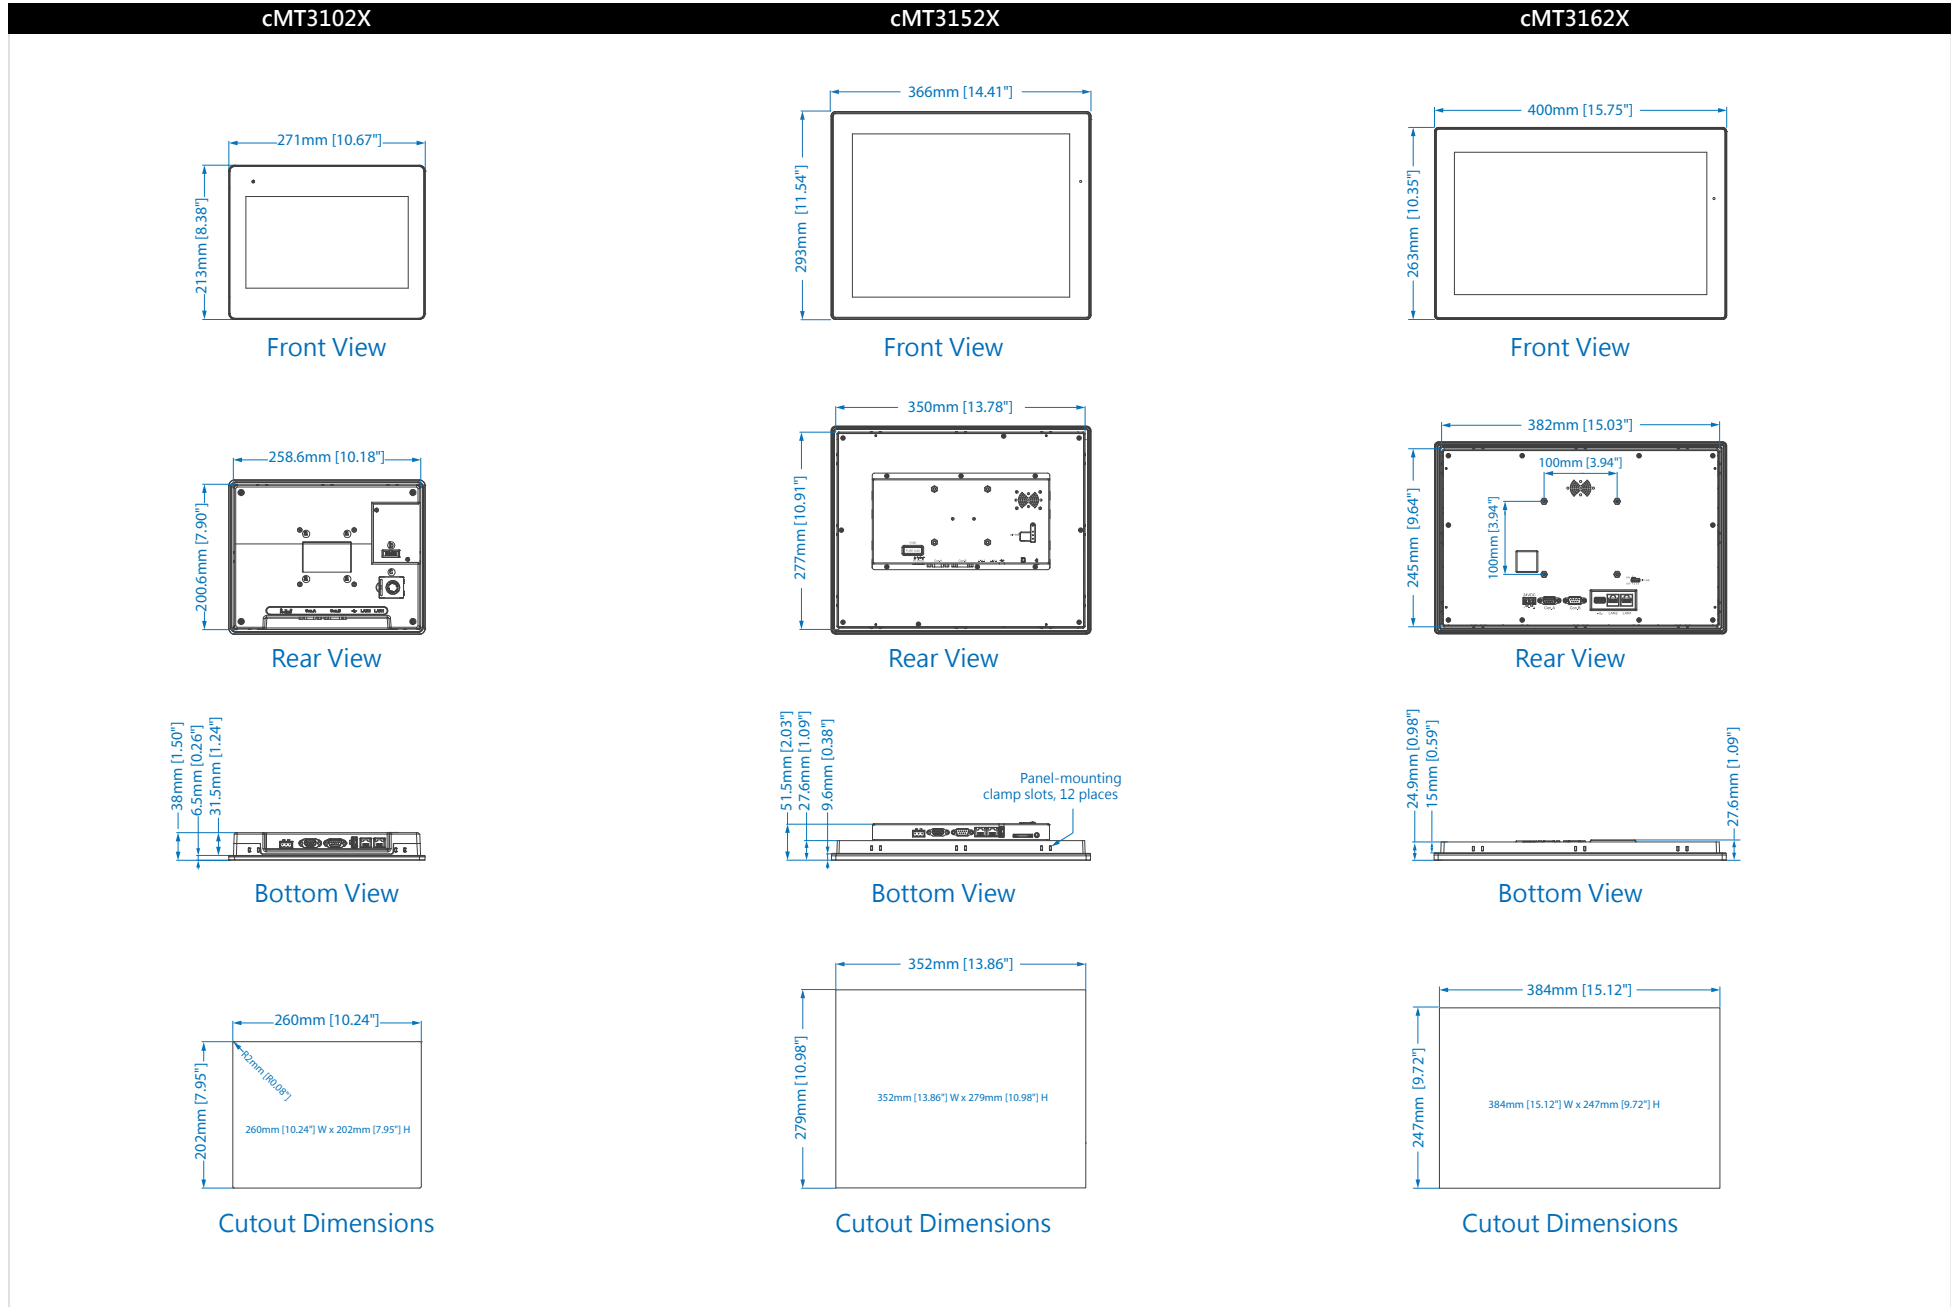 cMT3102X
cMT3152X
cMT3162X
271mm [10.67"]
213mm [8.38"]
Front View
366mm [14.41"]
293mm [11.54"]
Front View
400mm [15.75"]
263mm [10.35"]
Front View
258.6mm [10.18"]
200.6mm [7.90"]
Rear View
350mm [13.78"]
277mm [10.91"]
Rear View
382mm [15.03"]
245mm [9.64"]
100mm [3.94"]
100mm [3.94"]
Rear View
38mm [1.50"]
6.5mm [0.26"]
31.5mm [1.24"]
Bottom View
51.5mm [2.03"]
27.6mm [1.09"]
9.6mm [0.38"]
Panel-mounting
clamp slots, 12 places
Bottom View
24.9mm [0.98"]
15mm [0.59"]
27.6mm [1.09"]
Bottom View
260mm [10.24"]
202mm [7.95"]
R2mm [R0.08"]
260mm [10.24"] W x 202mm [7.95"] H
Cutout Dimensions
352mm [13.86"]
279mm [10.98"]
352mm [13.86"] W x 279mm [10.98"] H
Cutout Dimensions
384mm [15.12"]
247mm [9.72"]
384mm [15.12"] W x 247mm [9.72"] H
Cutout Dimensions